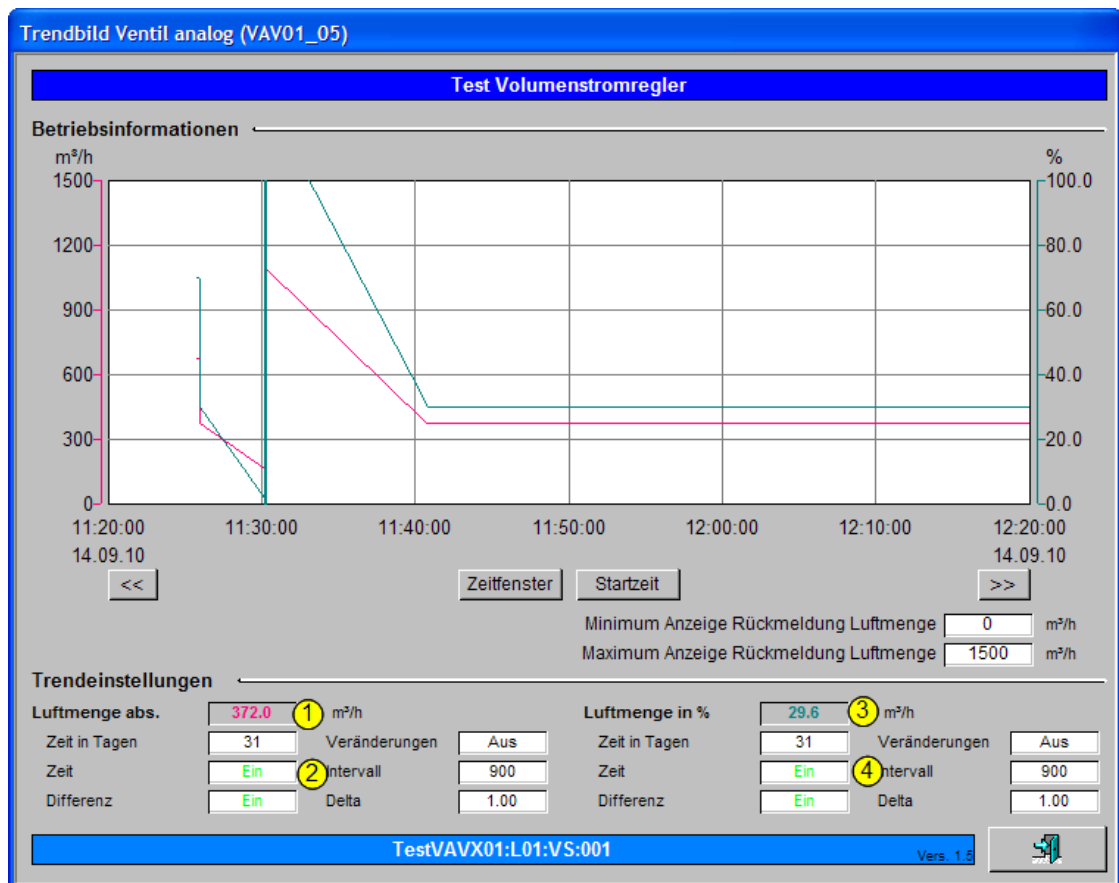 Trendbild Ventil analog (VAV01_05)
Test Volumenstromregler
Betriebsinformationen
m³/h %
1500 100.0
1200 80.0
900 60.0
600 40.0
300 20.0
0 0.0
11:20:00 11:30:00 11:40:00 11:50:00 12:00:00 12:10:00 12:20:00
14.09.10 14.09.10
<< Zeitfenster Startzeit >>
Minimum Anzeige Rückmeldung Luftmenge 0 m³/h
Maximum Anzeige Rückmeldung Luftmenge 1500 m³/h
Trendeinstellungen
Luftmenge abs. 372.0 1 m³/h Luftmenge in % 29.6 3 m³/h
Zeit in Tagen 31 Veränderungen Aus Zeit in Tagen 31 Veränderungen Aus
Zeit Ein 2 Intervall 900 Zeit Ein 4 Intervall 900
Differenz Ein Delta 1.00 Differenz Ein Delta 1.00
TestVAVX01:L01:VS:001 Vers. 1.5